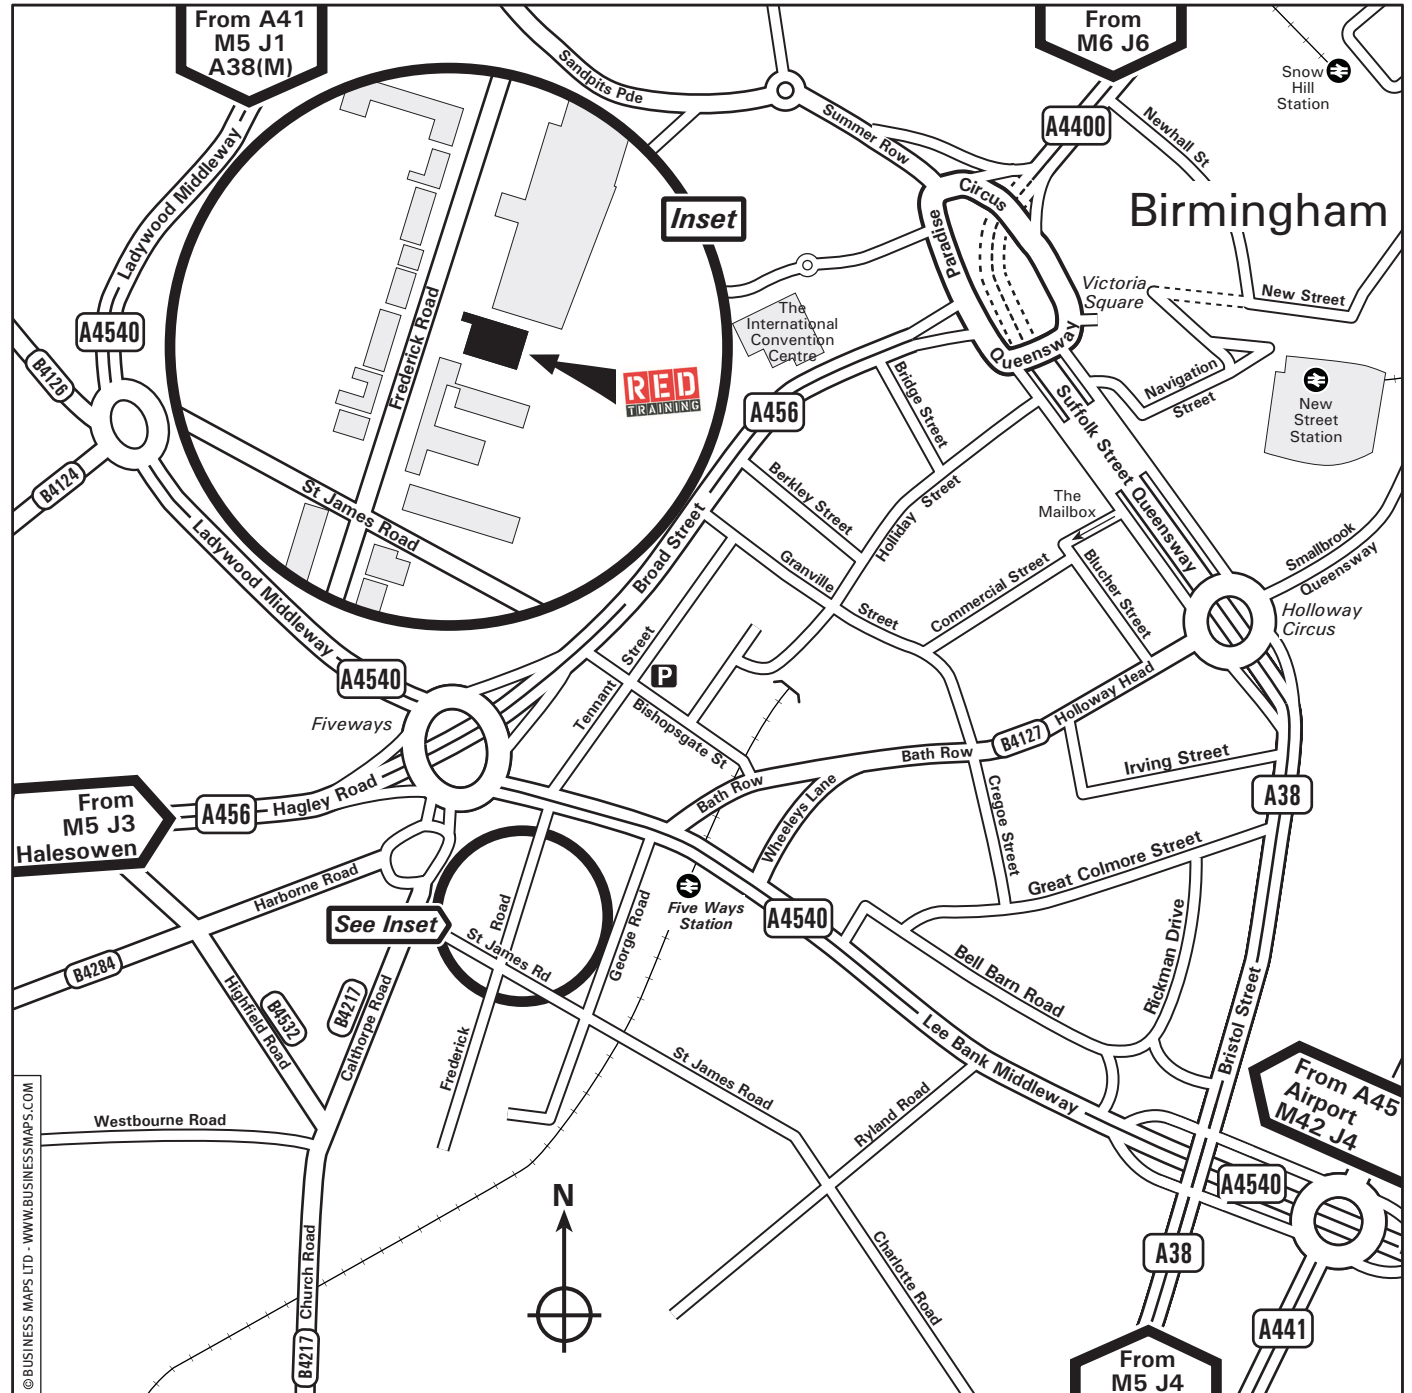 From A41
M5 J1
A38(M)
From
M6 J6
Snow
Hill
Station
Sandpits Pde
Summer Row
A4400
Newhall St
Ladywood Middleway
Inset
Circus
Paradise
Queensway
Birmingham
Victoria
Square
New Street
A4540
B4126
B4124
Frederick Road
RED
TRAINING
The
International
Convention
Centre
A456
Bridge Street
Navigation
Street
New
Street
Station
Suffolk Street Queensway
St James Road
Berkley Street
Holliday Street
The
Mailbox
Smallbrook
Queensway
Ladywood Middleway
Broad Street
Granville
Street
Commercial Street
Blucher Street
Holloway
Circus
A4540
Fiveways
Tennant
Street
P
Bishopsgate St
Holloway Head
B4127
Bath Row
Bath Row
Irving Street
A38
From
M5 J3
Halesowen
A456
Hagley Road
Wheeleys Lane
Cregoe Street
Great Colmore Street
Harborne Road
See Inset
St James Rd
Road
Frederick
George Road
Five Ways
Station
A4540
B4284
Highfield Road
B4532
B4217
Calthorpe Road
Bell Barn Road
Rickman Drive
Bristol Street
Lee Bank Middleway
St James Road
Ryland Road
From A45
Airport
M42 J4
Westbourne Road
A4540
N
Church Road
B4217
Charlotte Road
A38
A441
From
M5 J4
© BUSINESS MAPS LTD - WWW.BUSINESSMAPS.COM